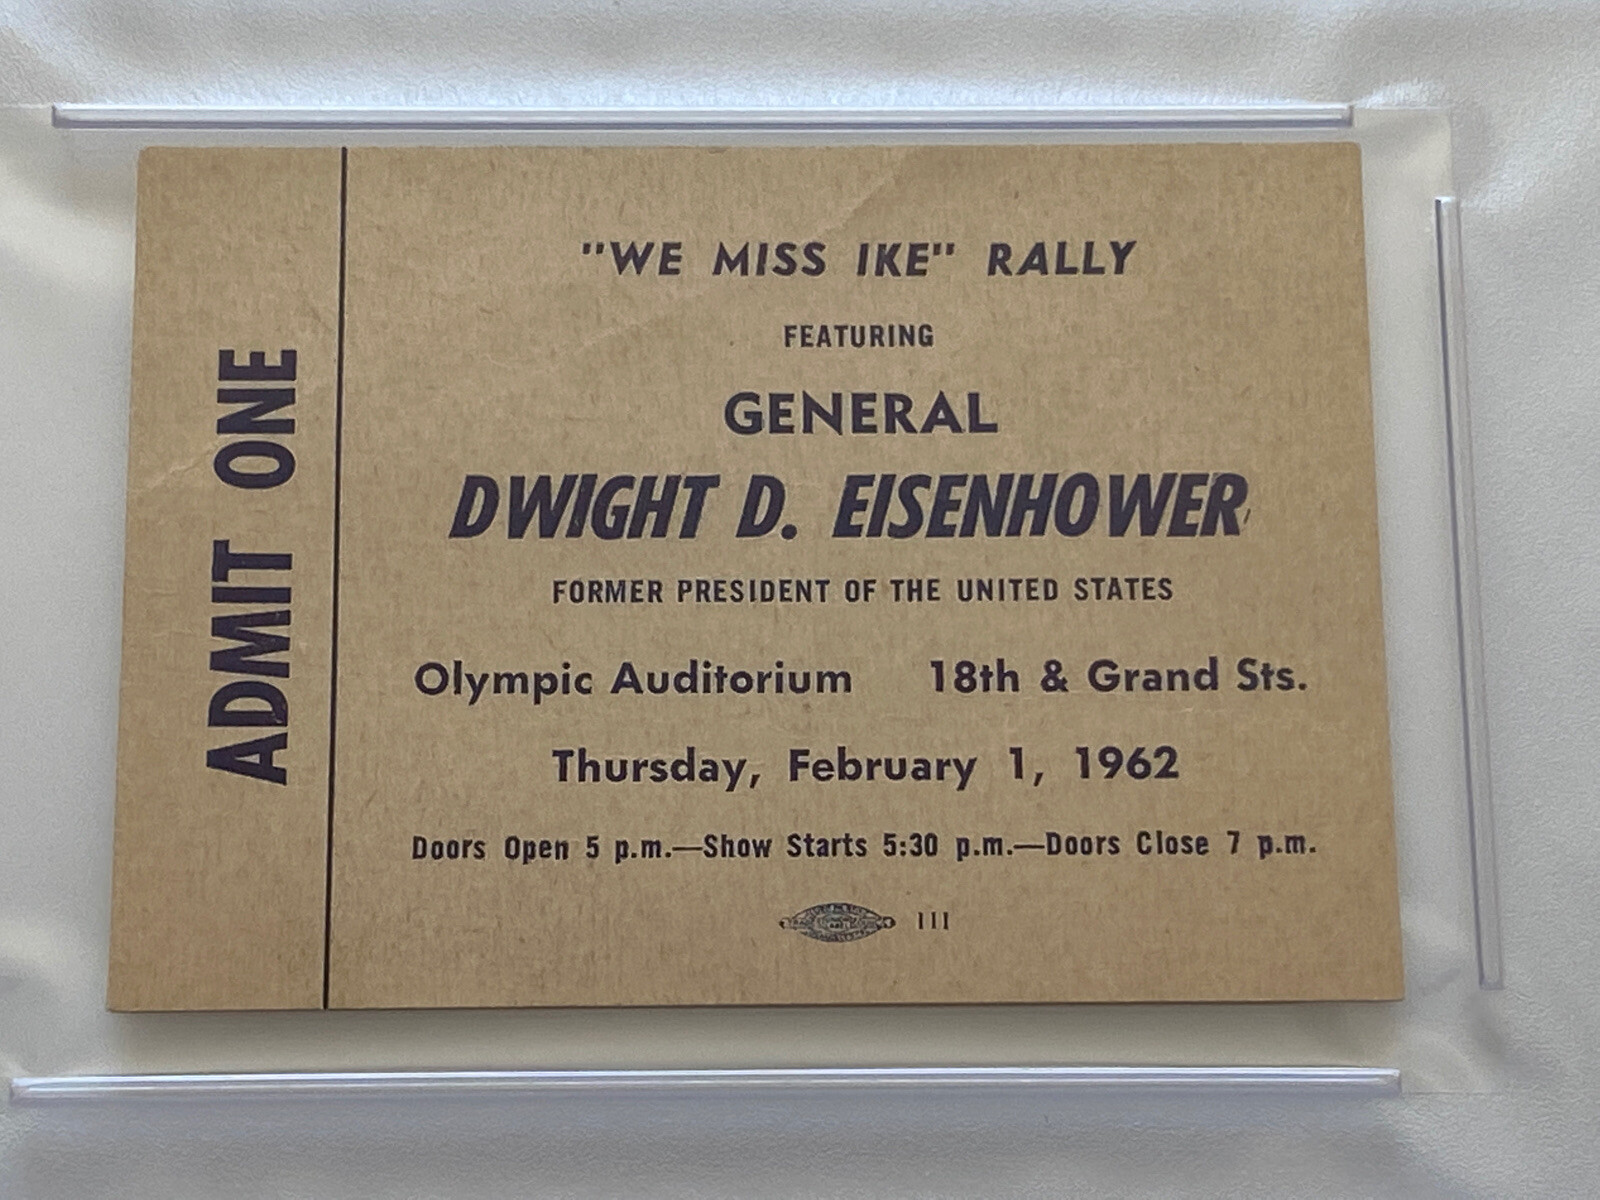 ADMIT ONE
"WE MISS IKE" RALLY
FEATURING
GENERAL
DWIGHT D. EISENHOWER
FORMER PRESIDENT OF THE UNITED STATES
Olympic Auditorium 18th & Grand Sts.
Thursday, February 1, 1962
Doors Open 5 p.m.—Show Starts 5:30 p.m.—Doors Close 7 p.m.
111